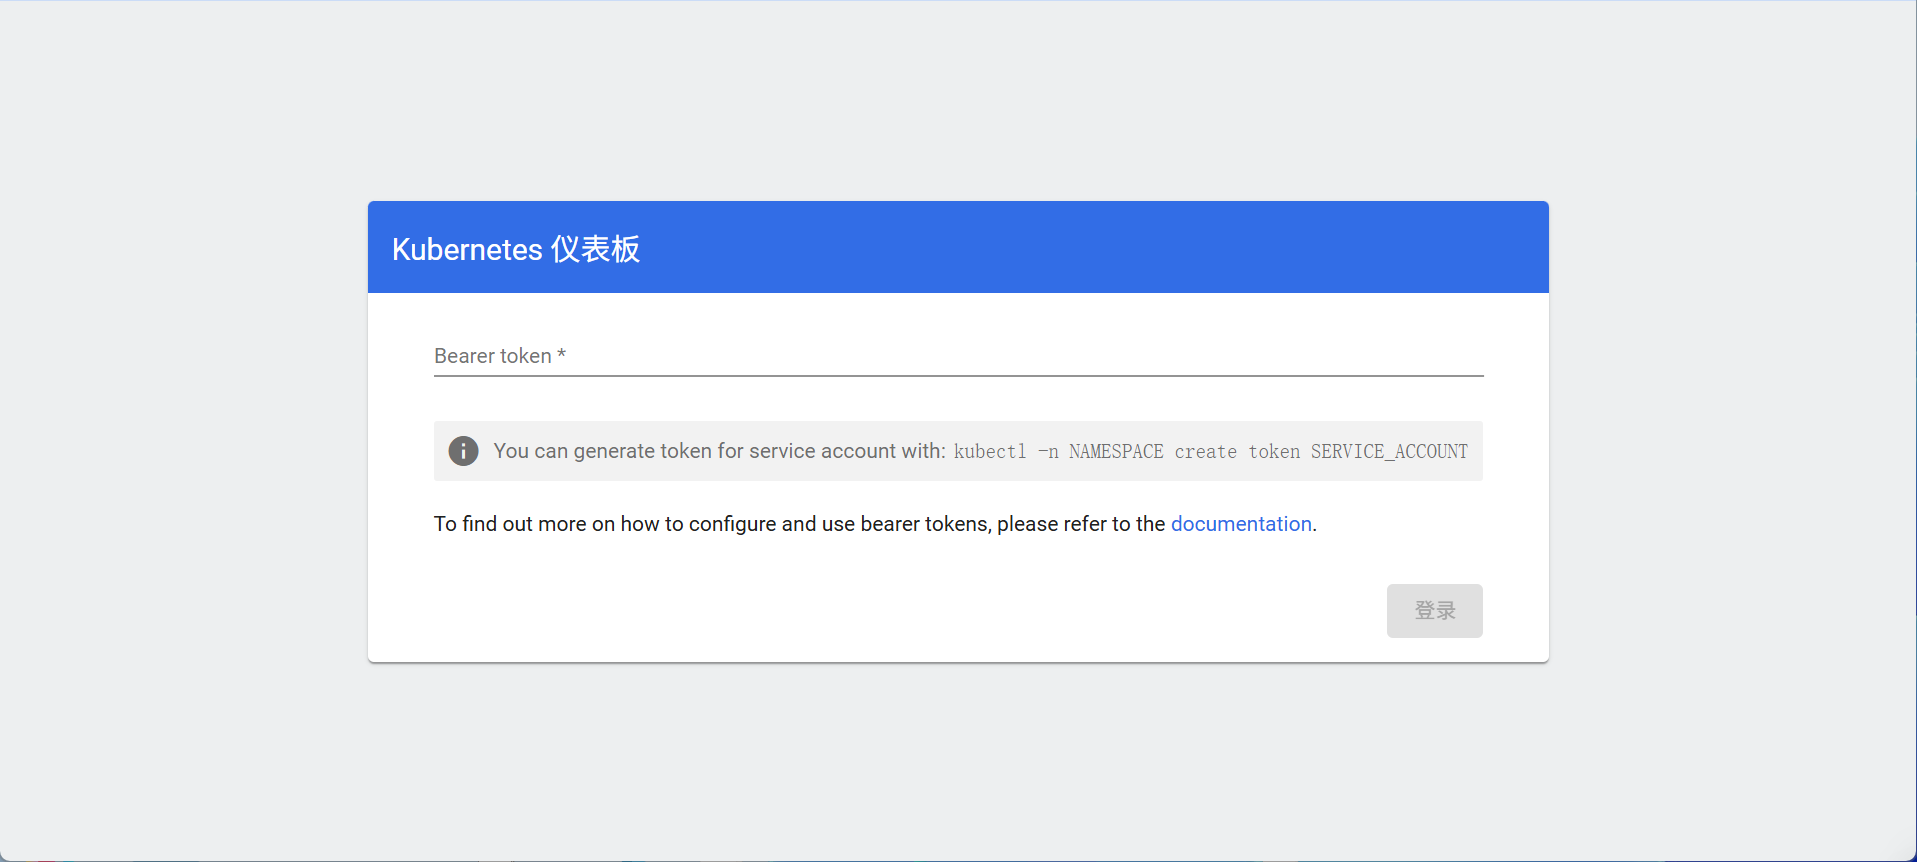 Kubernetes 仪表板
Bearer token *
You can generate token for service account with: kubectl -n NAMESPACE create token SERVICE_ACCOUNT
To find out more on how to configure and use bearer tokens, please refer to the documentation.
登录